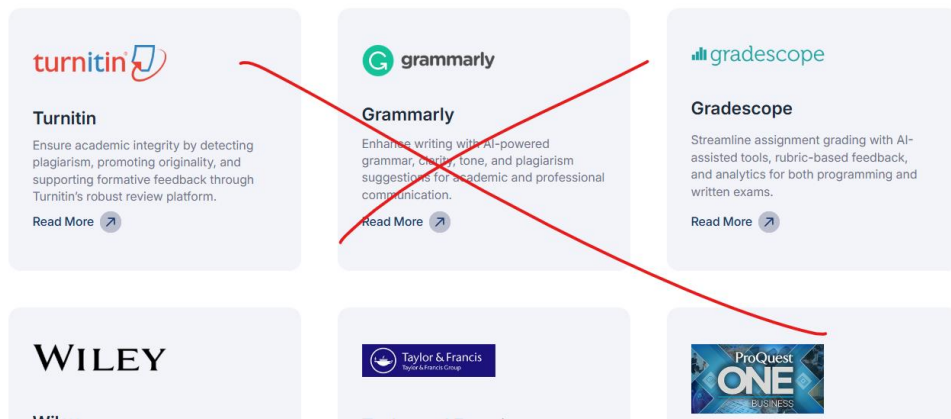 turnitin
Turnitin
Ensure academic integrity by detecting
plagiarism, promoting originality, and
supporting formative feedback through
Turnitin's robust review platform.
Read More
G grammarly
Grammarly
Enhance writing with AI-powered
grammar, clarity, tone, and plagiarism
suggestions for academic and professional
communication.
Read More
gradescope
Gradescope
Streamline assignment grading with AI-
assisted tools, rubric-based feedback,
and analytics for both programming and
written exams.
Read More
WILEY
Taylor & Francis
Taylor & Francis Group
ProQuest
ONE
BUSINESS